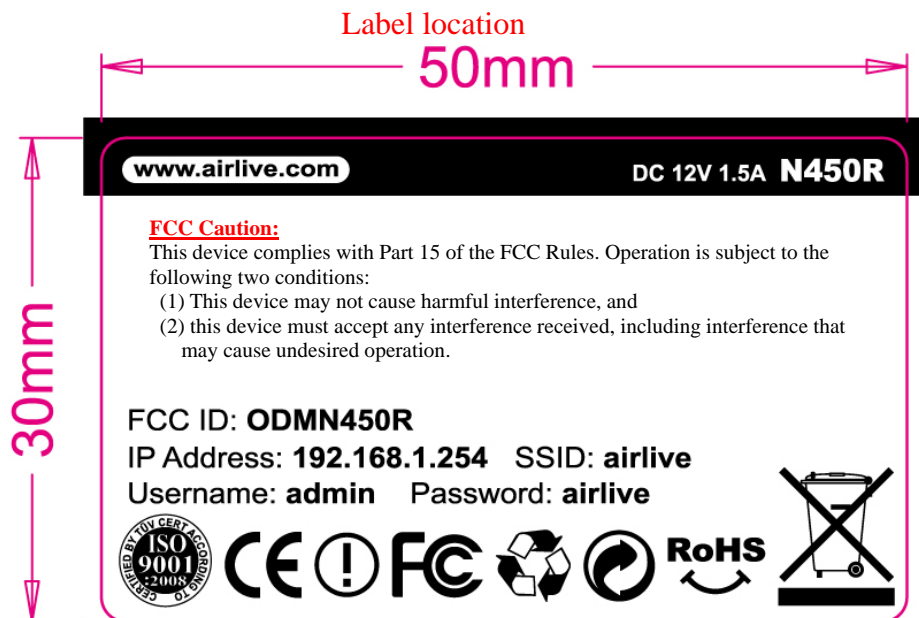 Label location
50mm
www.airlive.com DC 12V 1.5A N450R
30mm
FCC Caution:
This device complies with Part 15 of the FCC Rules. Operation is subject to the
following two conditions:
(1) This device may not cause harmful interference, and
(2) this device must accept any interference received, including interference that
may cause undesired operation.
FCC ID: ODMN450R
IP Address: 192.168.1.254 SSID: airlive
Username: admin Password: airlive
CERTIFIED BY TÜV CERT ACCORDING TO
ISO
9001
:2008
CE
FC
RoHS